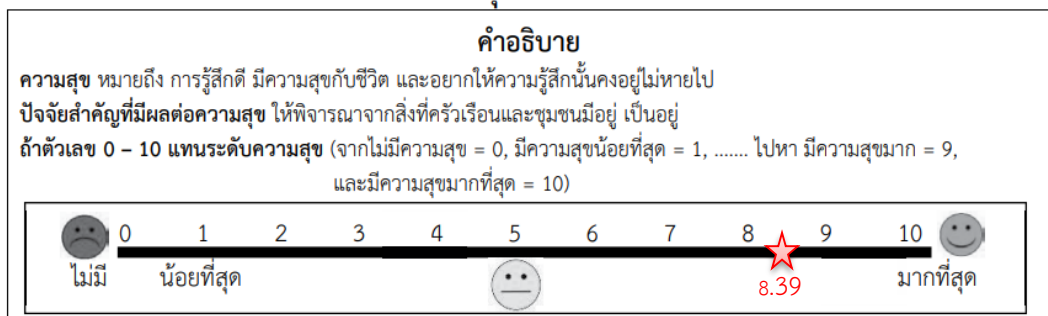 คำอธิบาย
ความสุข หมายถึง การรู้สึกดี มีความสุขกับชีวิต และอยากให้ความรู้สึกนั้นคงอยู่ไม่หายไป
ปัจจัยสำคัญที่มีผลต่อความสุข ให้พิจารณาจากสิ่งที่ครัวเรือนและชุมชนมีอยู่ เป็นอยู่
ถ้าตัวเลข 0 – 10 แทนระดับความสุข (จากไม่มีความสุข = 0, มีความสุขน้อยที่สุด = 1, ....... ไปหา มีความสุขมาก = 9,
และมีความสุขมากที่สุด = 10)
0 1 2 3 4 5 6 7 8 9 10
ไม่มี น้อยที่สุด 8.39 มากที่สุด